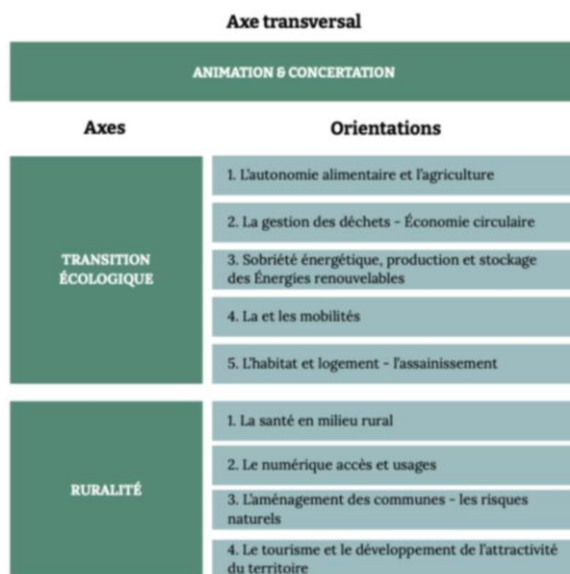 Axe transversal
ANIMATION & CONCERTATION
Axes
Orientations
TRANSITION
ÉCOLOGIQUE
1. L'autonomie alimentaire et l'agriculture
2. La gestion des déchets - Économie circulaire
3. Sobriété énergétique, production et stockage
des Énergies renouvelables
4. La et les mobilités
5. L'habitat et logement - l'assainissement
RURALITÉ
1. La santé en milieu rural
2. Le numérique accès et usages
3. L'aménagement des communes - les risques
naturels
4. Le tourisme et le développement de l'attractivité
du territoire